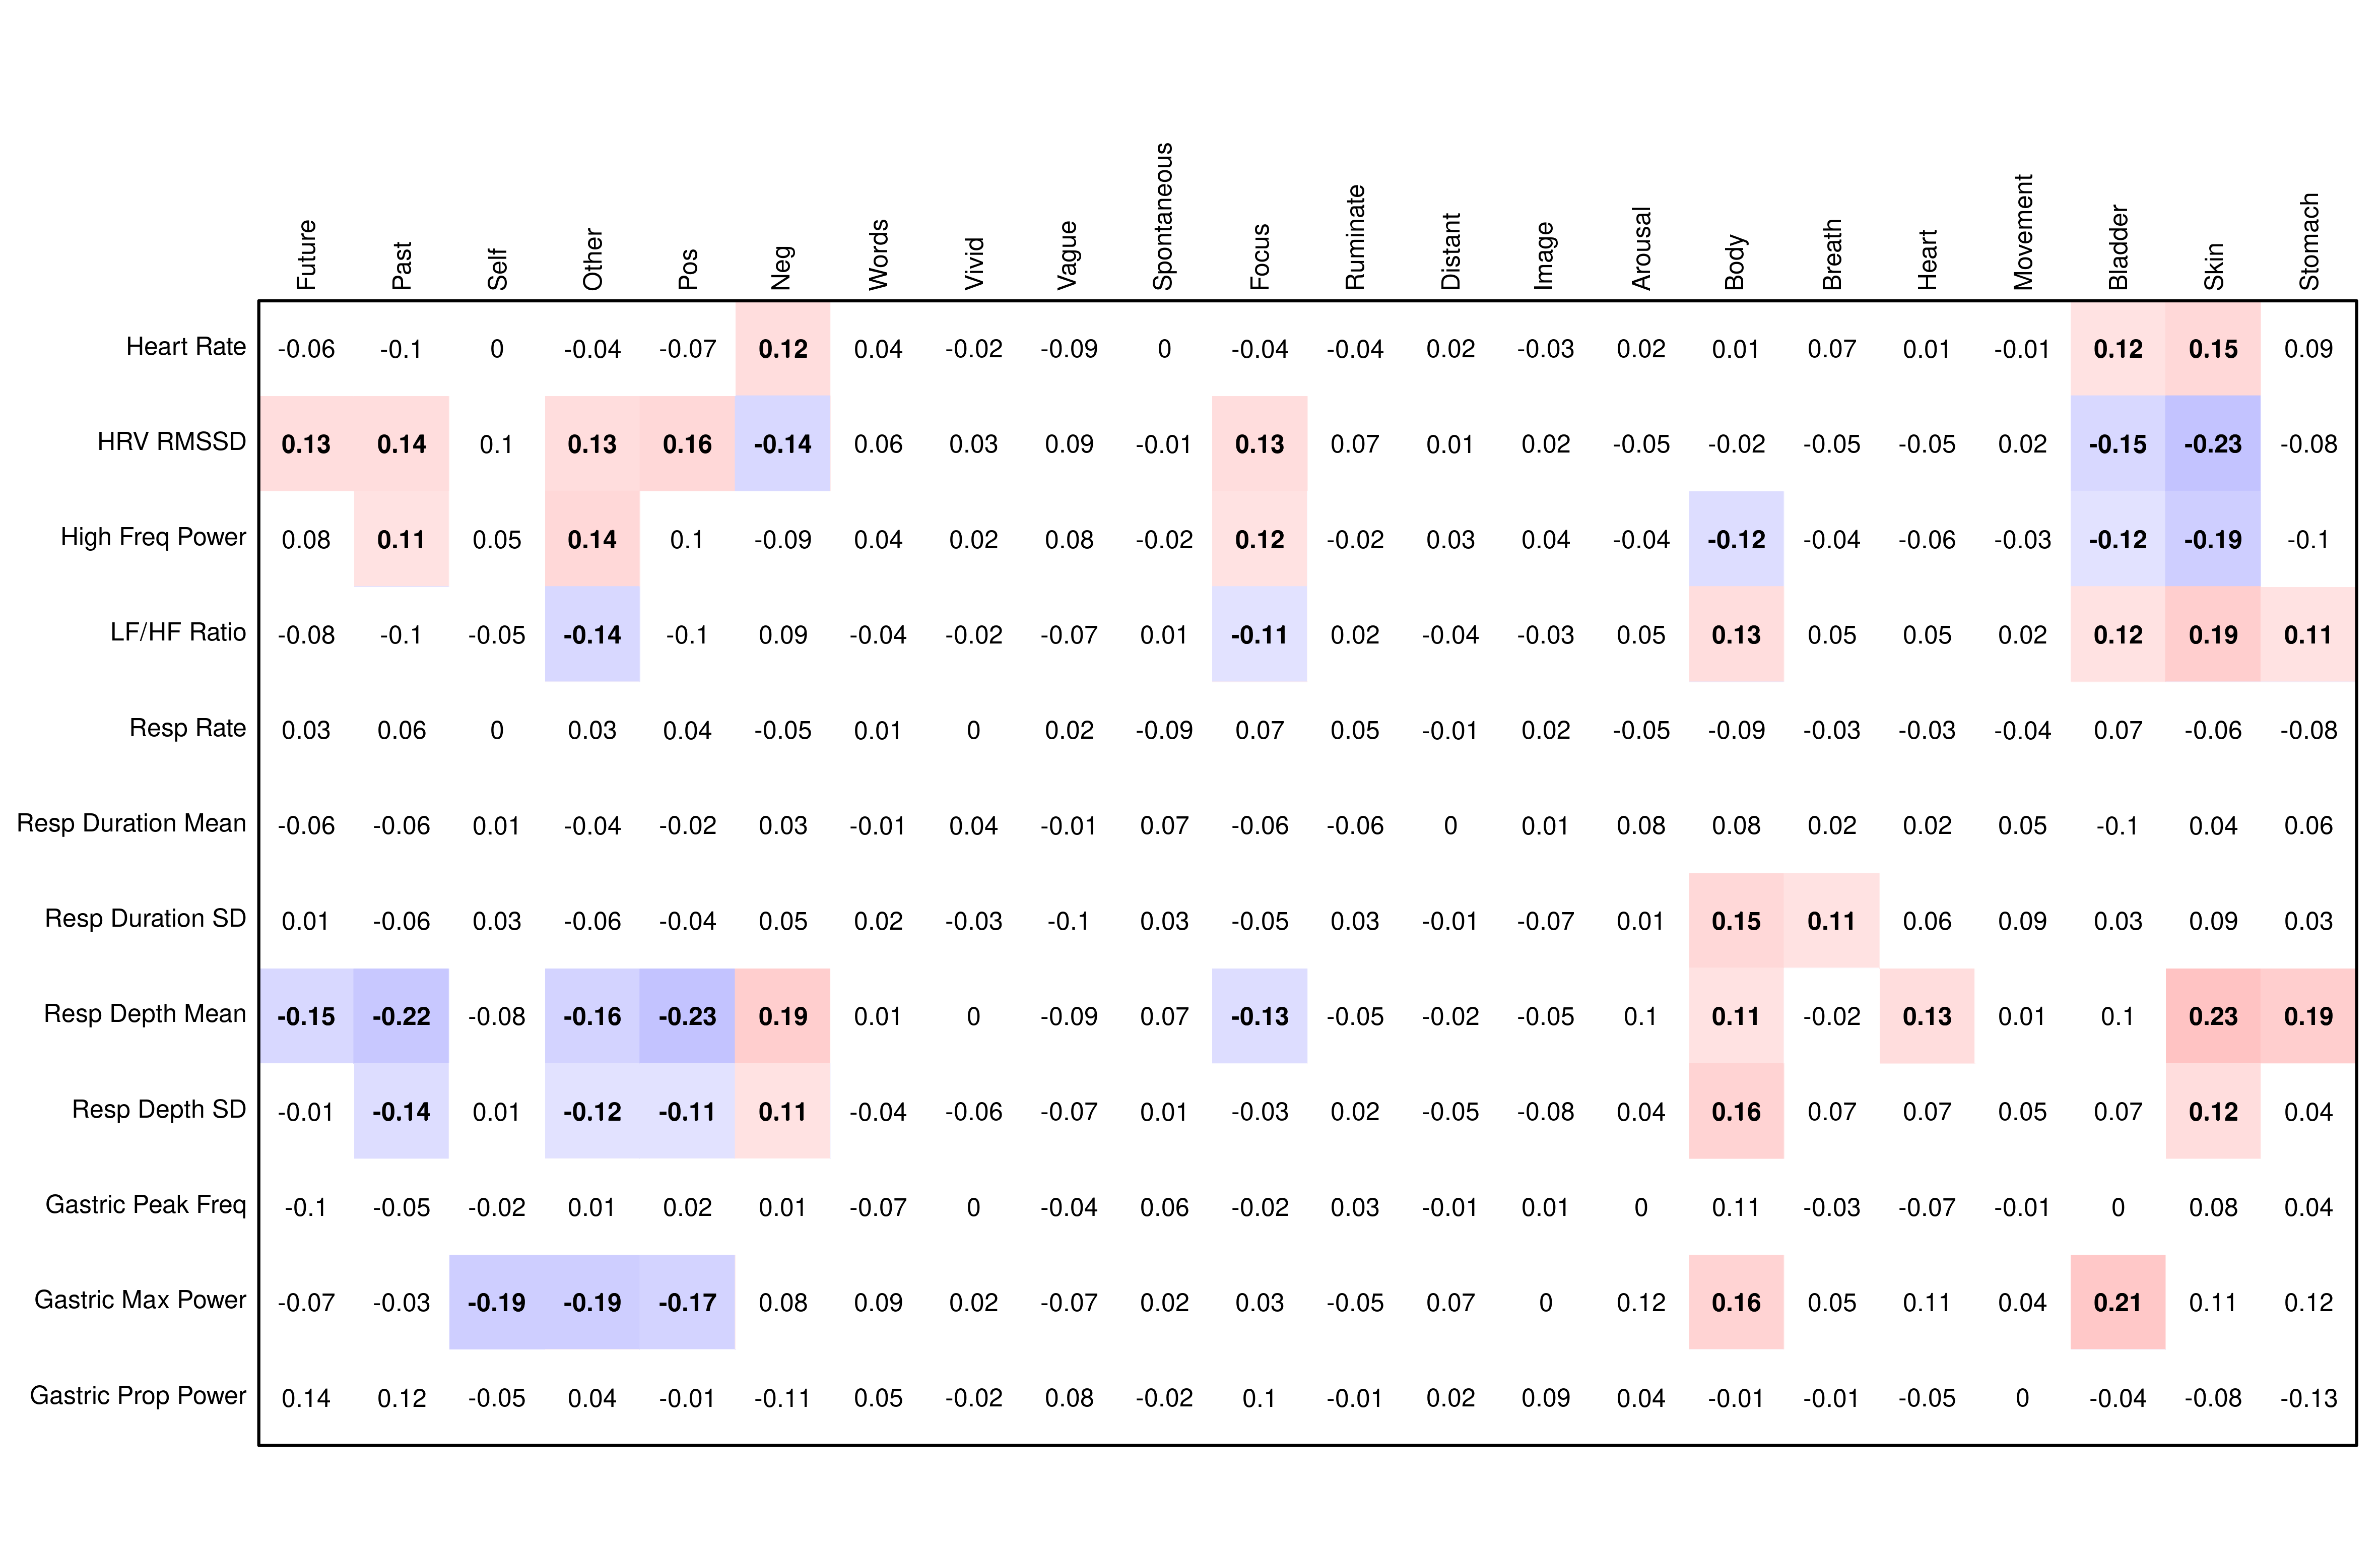 Future Past Self Other Pos Neg Words Vivid Vague Spontaneous Focus Ruminate Distant Image Arousal Body Breath Heart Movement Bladder Skin Stomach
Heart Rate -0.06 -0.1 0 -0.04 -0.07 0.12 0.04 -0.02 -0.09 0 -0.04 -0.04 0.02 -0.03 0.02 0.01 0.07 0.01 -0.01 0.12 0.15 0.09
HRV RMSSD 0.13 0.14 0.1 0.13 0.16 -0.14 0.06 0.03 0.09 -0.01 0.13 0.07 0.01 0.02 -0.05 -0.02 -0.05 -0.05 0.02 -0.15 -0.23 -0.08
High Freq Power 0.08 0.11 0.05 0.14 0.1 -0.09 0.04 0.02 0.08 -0.02 0.12 -0.02 0.03 0.04 -0.04 -0.12 -0.04 -0.06 -0.03 -0.12 -0.19 -0.1
LF/HF Ratio -0.08 -0.1 -0.05 -0.14 -0.1 0.09 -0.04 -0.02 -0.07 0.01 -0.11 0.02 -0.04 -0.03 0.05 0.13 0.05 0.05 0.02 0.12 0.19 0.11
Resp Rate 0.03 0.06 0 0.03 0.04 -0.05 0.01 0 0.02 -0.09 0.07 0.05 -0.01 0.02 -0.05 -0.09 -0.03 -0.03 -0.04 0.07 -0.06 -0.08
Resp Duration Mean -0.06 -0.06 0.01 -0.04 -0.02 0.03 -0.01 0.04 -0.01 0.07 -0.06 -0.06 0 0.01 0.08 0.08 0.02 0.02 0.05 -0.1 0.04 0.06
Resp Duration SD 0.01 -0.06 0.03 -0.06 -0.04 0.05 0.02 -0.03 -0.1 0.03 -0.05 0.03 -0.01 -0.07 0.01 0.15 0.11 0.06 0.09 0.03 0.09 0.03
Resp Depth Mean -0.15 -0.22 -0.08 -0.16 -0.23 0.19 0.01 0 -0.09 0.07 -0.13 -0.05 -0.02 -0.05 0.1 0.11 -0.02 0.13 0.01 0.1 0.23 0.19
Resp Depth SD -0.01 -0.14 0.01 -0.12 -0.11 0.11 -0.04 -0.06 -0.07 0.01 -0.03 0.02 -0.05 -0.08 0.04 0.16 0.07 0.07 0.05 0.07 0.12 0.04
Gastric Peak Freq -0.1 -0.05 -0.02 0.01 0.02 0.01 -0.07 0 -0.04 0.06 -0.02 0.03 -0.01 0.01 0 0.11 -0.03 -0.07 -0.01 0 0.08 0.04
Gastric Max Power -0.07 -0.03 -0.19 -0.19 -0.17 0.08 0.09 0.02 -0.07 0.02 0.03 -0.05 0.07 0 0.12 0.16 0.05 0.11 0.04 0.21 0.11 0.12
Gastric Prop Power 0.14 0.12 -0.05 0.04 -0.01 -0.11 0.05 -0.02 0.08 -0.02 0.1 -0.01 0.02 0.09 0.04 -0.01 -0.01 -0.05 0 -0.04 -0.08 -0.13